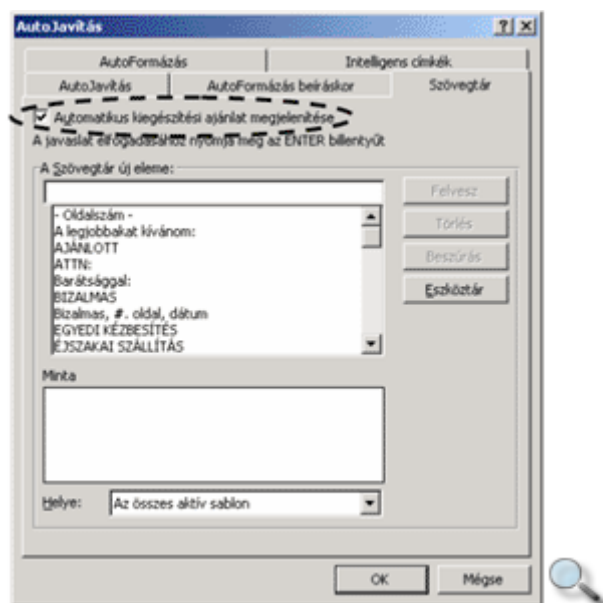 AutoJavítás
AutoFormázás
Intelligens címkék
AutoJavítás
AutoFormázás beíráskor
Szövegtár
Automatikus kiegészítési ajánlat megjelenítése
A javaslat elfogadásához nyomja meg az ENTER billentyűt
A Szövegtár új eleme:
Felvesz
- Oldalszám -
A legjobbakat kívánom:
AJÁNLOTT
ATTN:
Barátsággal:
BIZALMAS
Bizalmas, #. oldal, dátum
EGYEDI KÉZBESÍTÉS
ÉJSZAKAI SZÁLLÍTÁS
Törlés
Beszúrás
Eszköztár
Minta
Helye:
Az összes aktív sablon
OK
Mégse